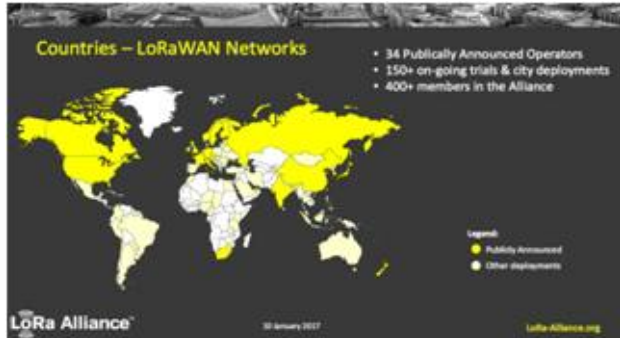 Countries – LoRaWAN Networks
• 34 Publically Announced Operators
• 150+ on-going trials & city deployments
• 400+ members in the Alliance
Legend:
Publicly Announced
Other deployments
LoRa Alliance™
10 January 2017
LoRa-Alliance.org